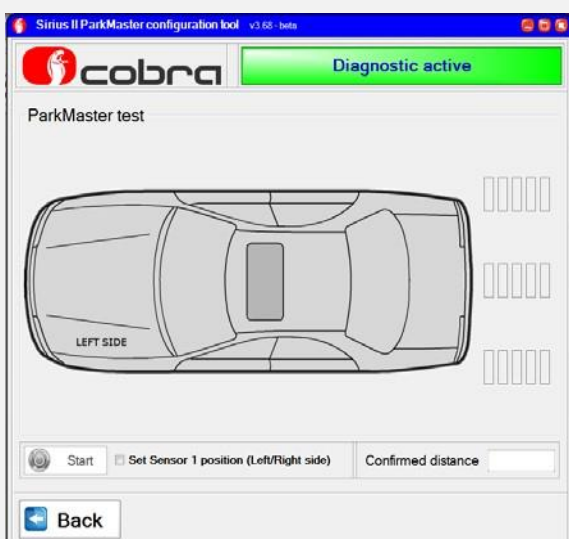 Sirius II ParkMaster configuration tool v3.68 - beta
cobra
Diagnostic active
ParkMaster test
LEFT SIDE
Start
Set Sensor 1 position (Left/Right side)
Confirmed distance
Back